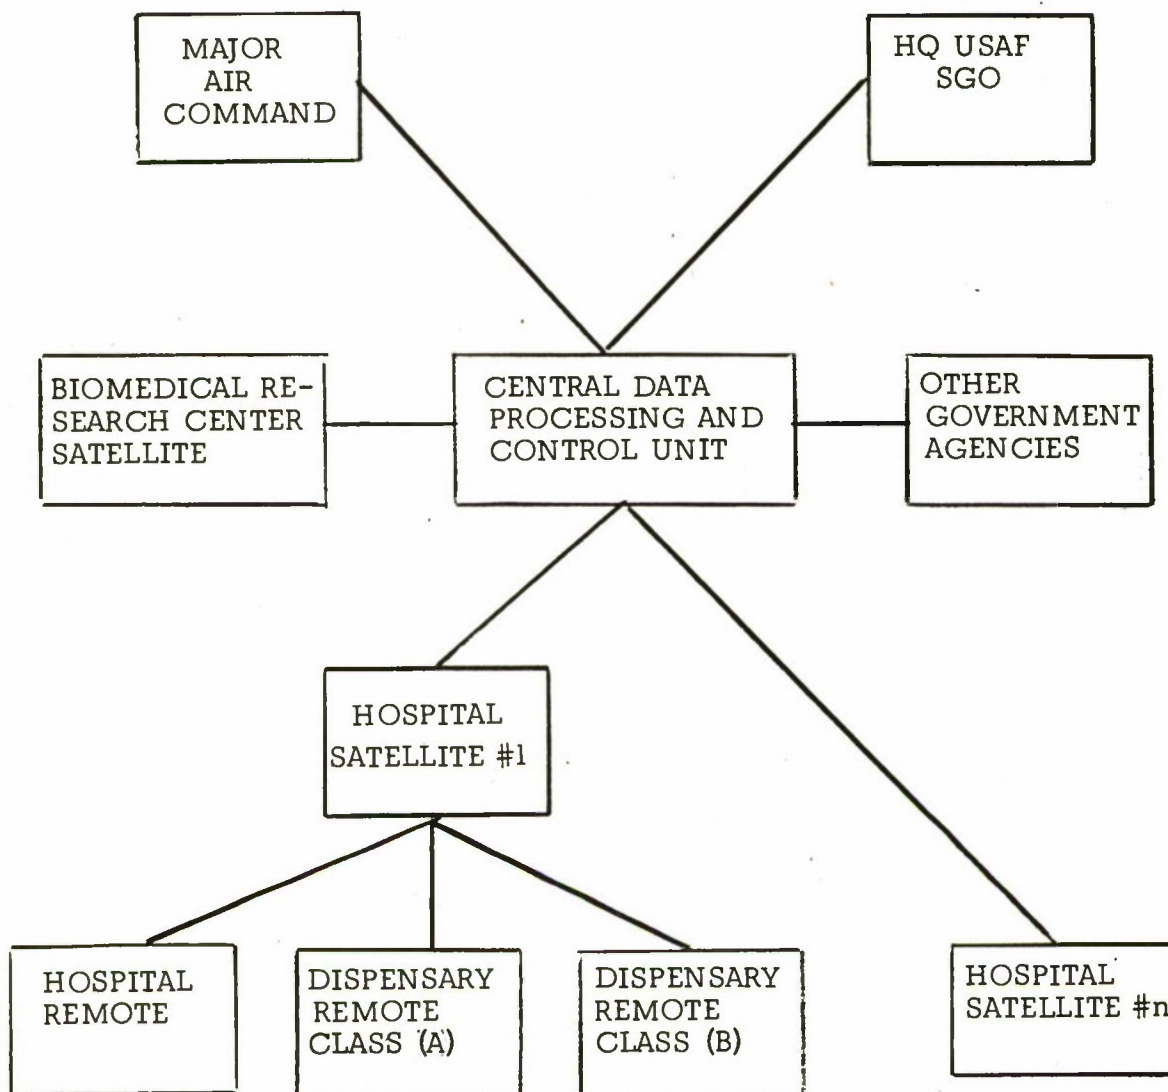 MAJOR
AIR
COMMAND
HQ USAF
SGO
BIOMEDICAL RE-
SEARCH CENTER
SATELLITE
CENTRAL DATA
PROCESSING AND
CONTROL UNIT
OTHER
GOVERNMENT
AGENCIES
HOSPITAL
SATELLITE #1
HOSPITAL
REMOTE
DISPENSARY
REMOTE
CLASS (A)
DISPENSARY
REMOTE
CLASS (B)
HOSPITAL
SATELLITE #n